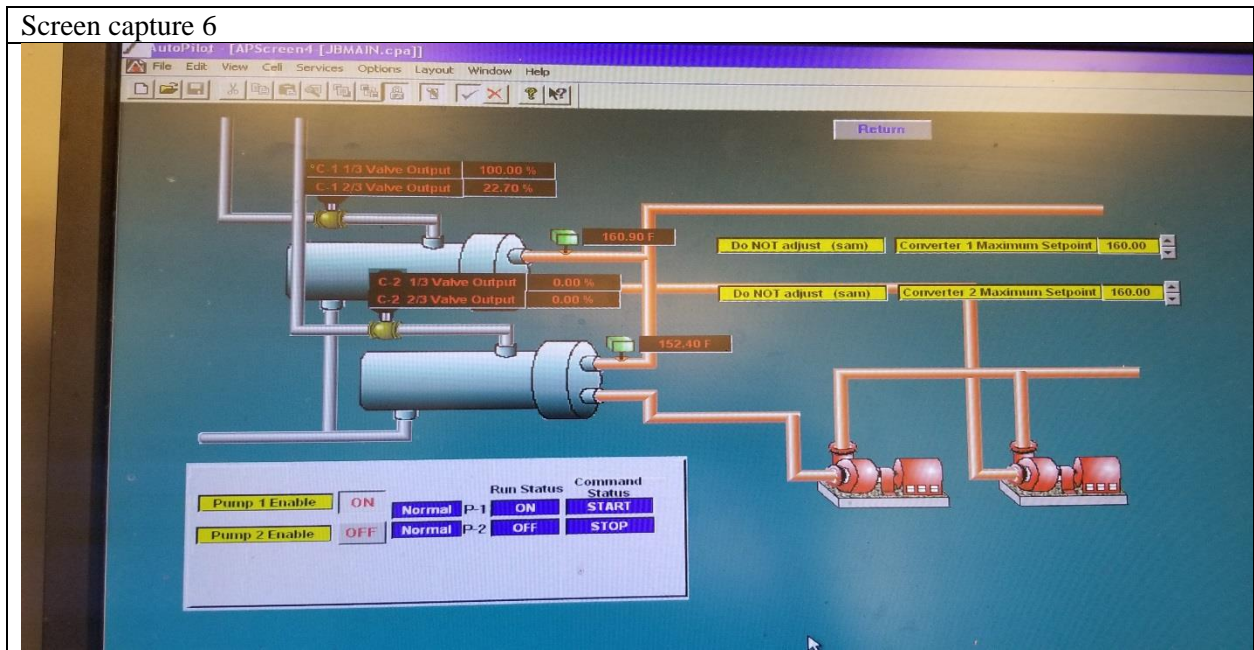 Screen capture 6
AutoPilot - [APScreen4 [JBMAIN.cpa]]
File Edit View Cell Services Options Layout Window Help
Return
°C-1 1/3 Valve Output 100.00 %
C-1 2/3 Valve Output 22.70 %
160.90 F
Do NOT adjust (sam) Converter 1 Maximum Setpoint 160.00
C-2 1/3 Valve Output 0.00 %
C-2 2/3 Valve Output 0.00 %
Do NOT adjust (sam) Converter 2 Maximum Setpoint 160.00
152.40 F
Run Status Command Status
Pump 1 Enable ON Normal P-1 ON START
Pump 2 Enable OFF Normal P-2 OFF STOP